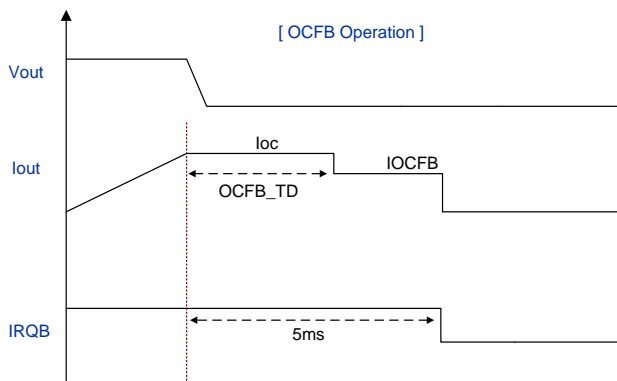 [ OCFB Operation ]
Vout
Ioc
Iout
IOCFB
OCFB_TD
IRQB
5ms